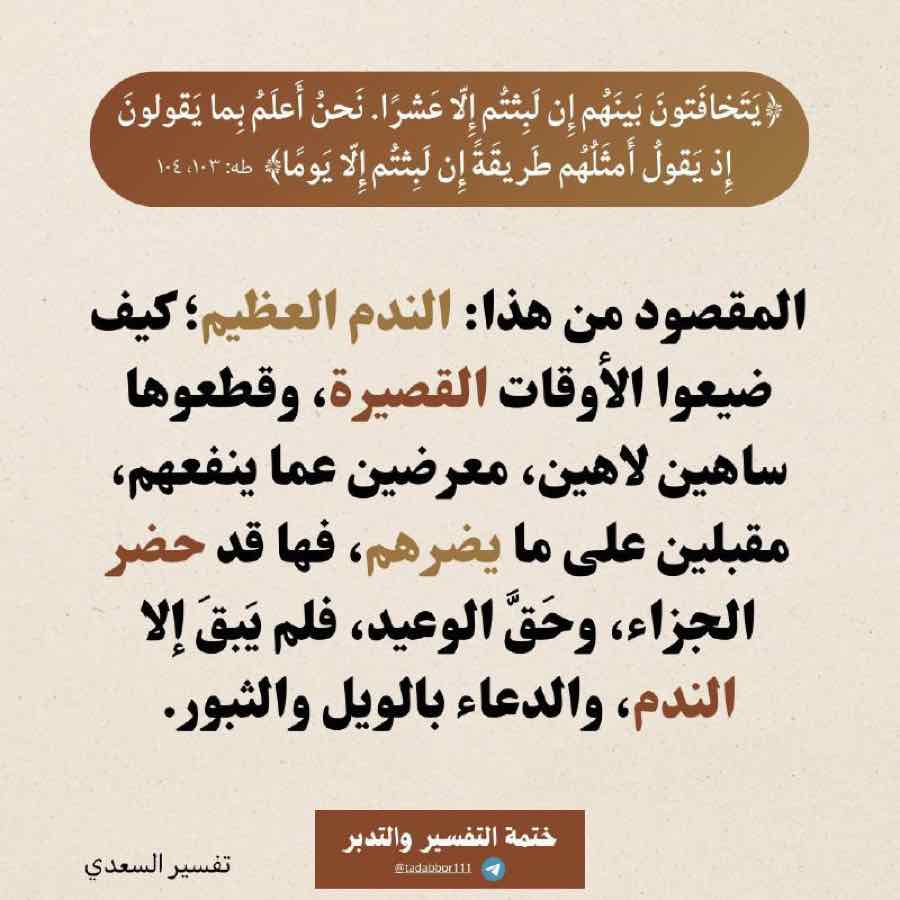 ﴿يَتَخافَتونَ بَينَهُم إِن لَبِثتُم إِلّا عَشرًا. نَحنُ أَعلَمُ بِما يَقولونَ
إِذ يَقولُ أَمثَلُهُم طَريقَةً إِن لَبِثتُم إِلّا يَومًا﴾ طه: ١٠٣، ١٠٤
المقصود من هذا: الندم العظيم؛ كيف
ضيعوا الأوقات القصيرة، وقطعوها
ساهين لاهين، معرضين عما ينفعهم،
مقبلين على ما يضرهم، فها قد حضر
الجزاء، وحَقَّ الوعيد، فلم يَبقَ إلا
الندم، والدعاء بالويل والثبور.
ختمة التفسير والتدبر
@tadabbor111
تفسير السعدي